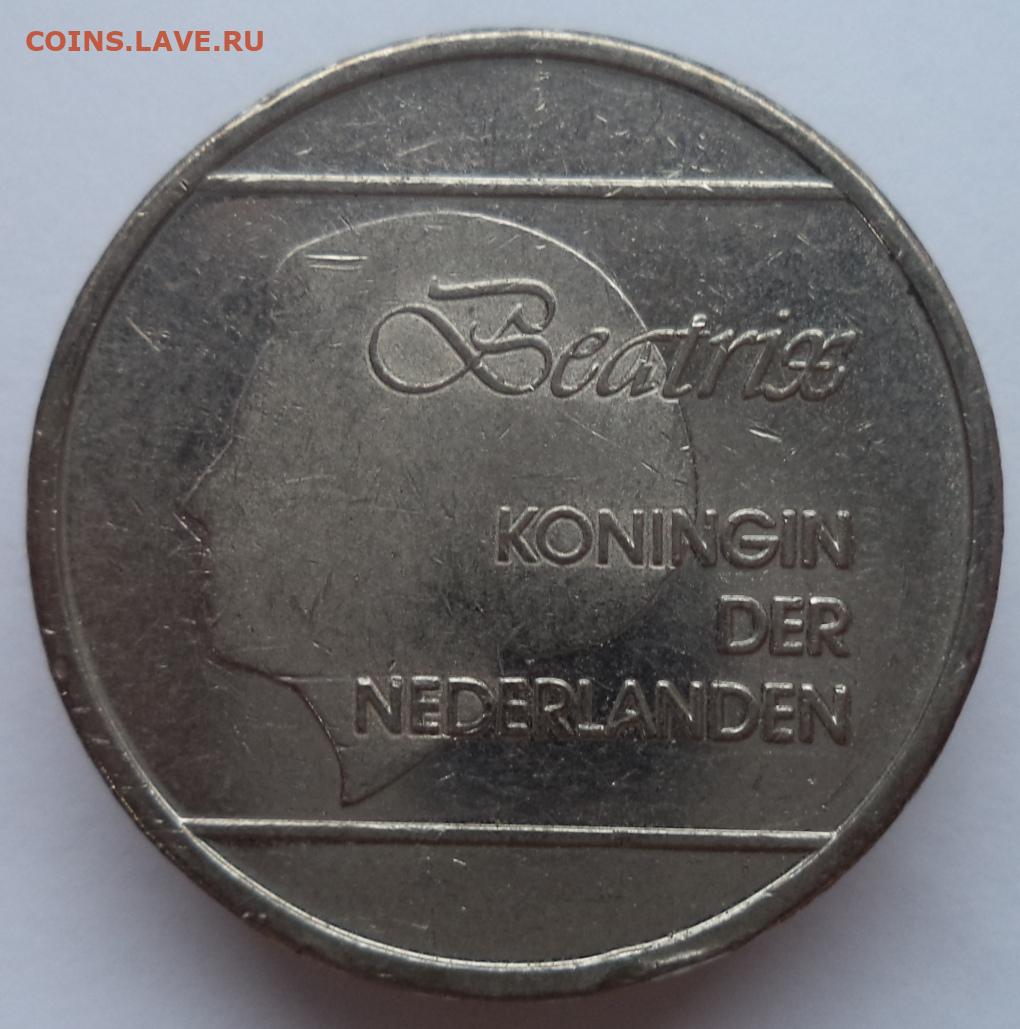 COINS.LAVE.RU
Beatrix
KONINGIN
DER
NEDERLANDEN